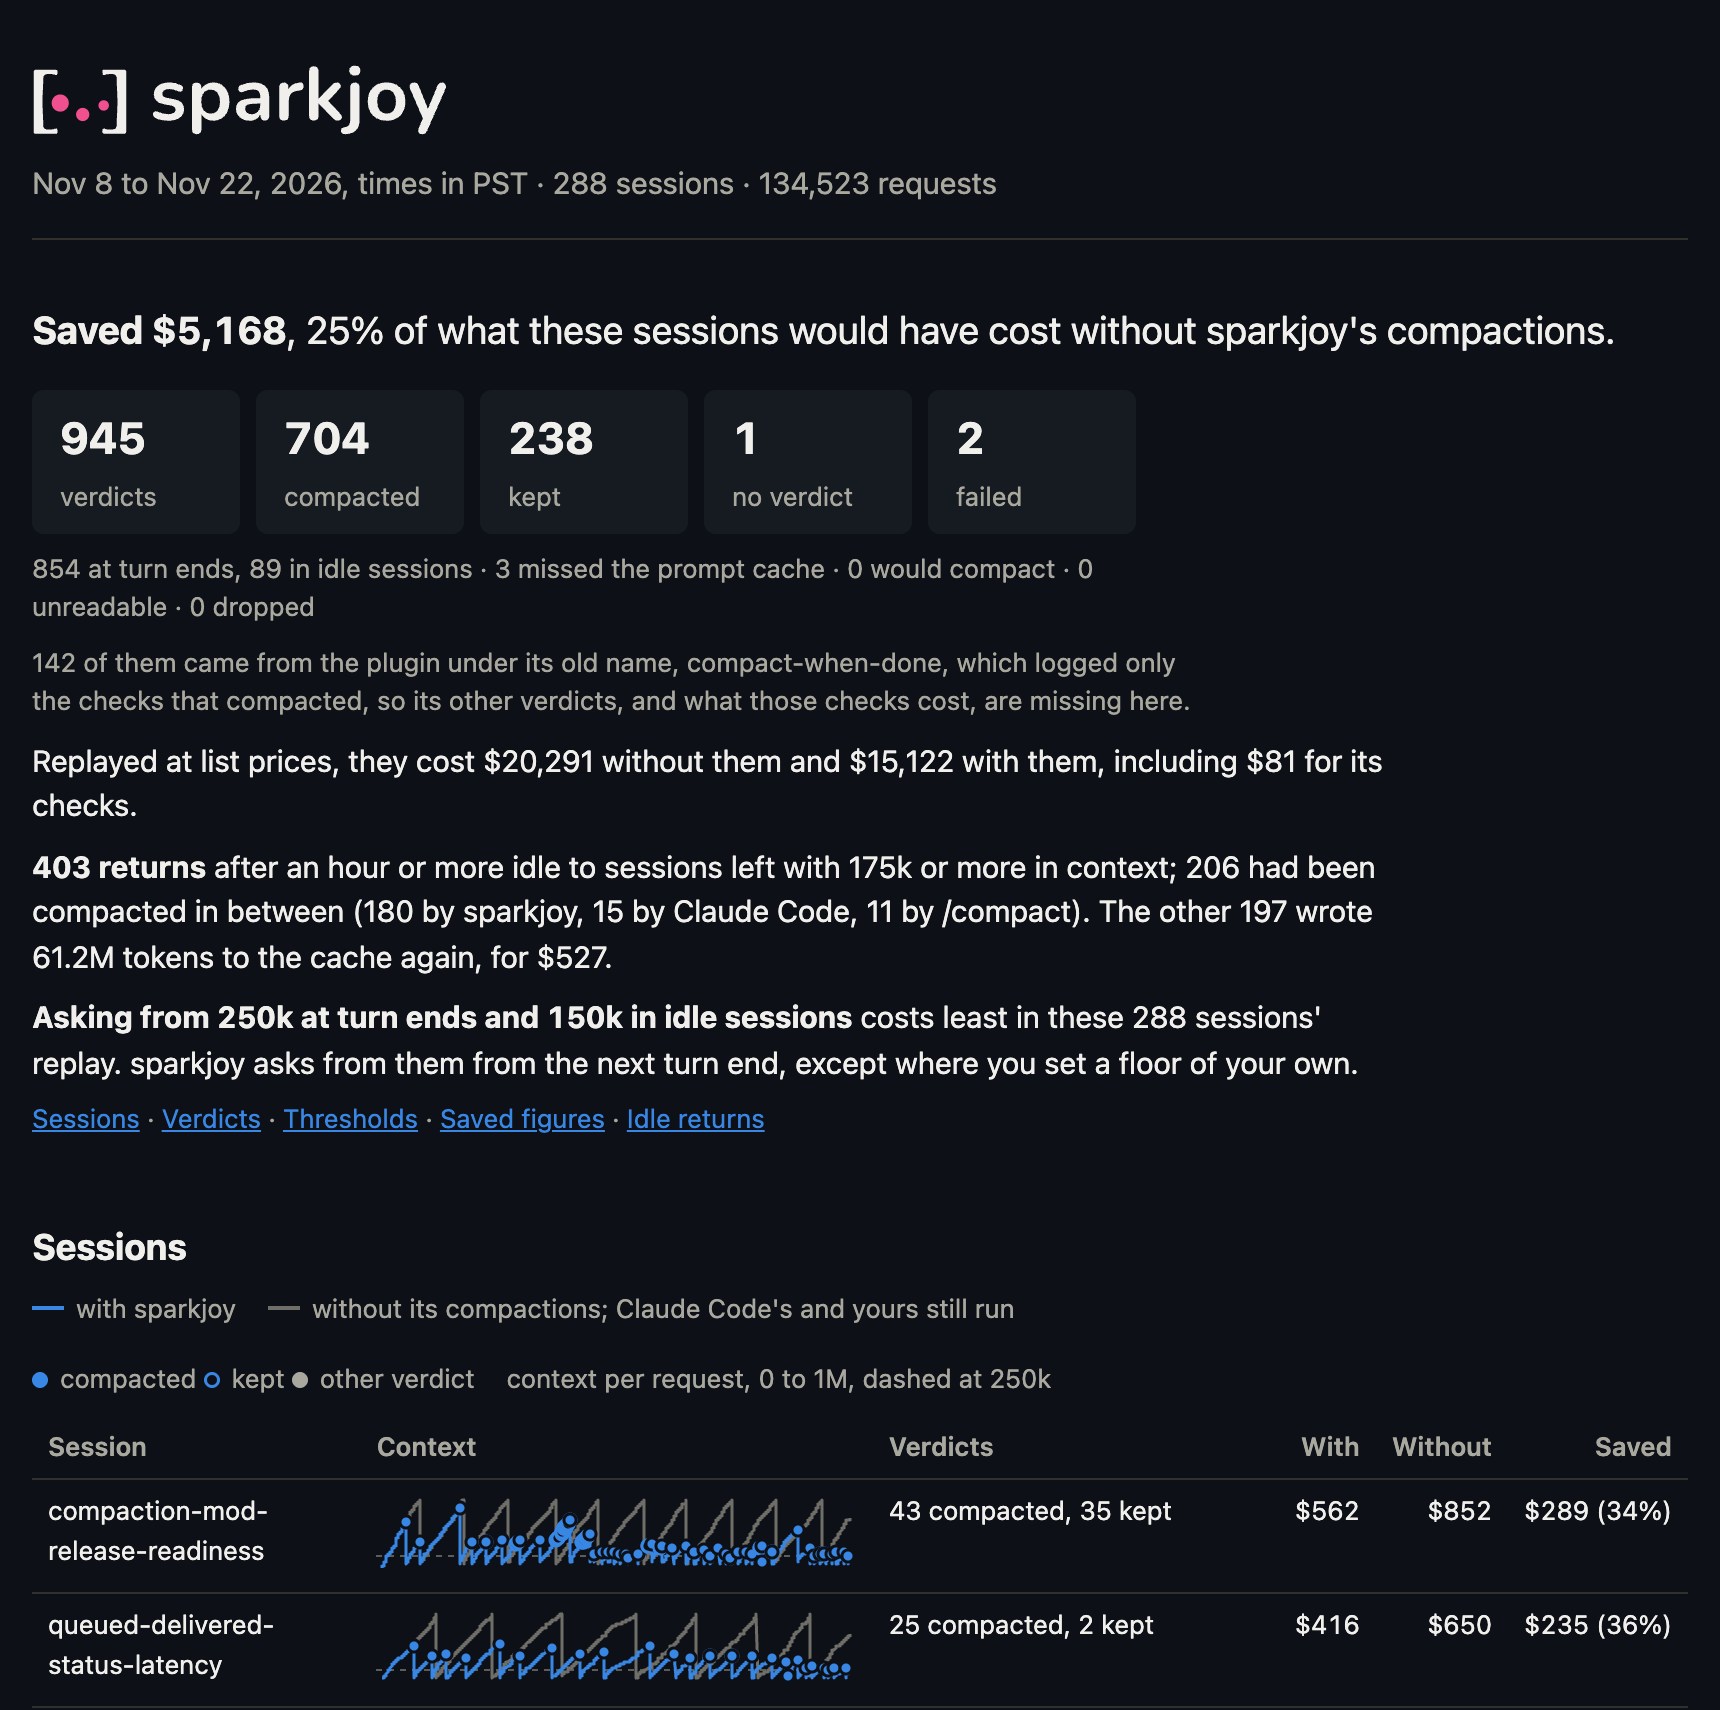 [...] sparkjoy
Nov 8 to Nov 22, 2026, times in PST · 288 sessions · 134,523 requests
Saved $5,168, 25% of what these sessions would have cost without sparkjoy's compactions.
945
verdicts
704
compacted
238
kept
1
no verdict
2
failed
854 at turn ends, 89 in idle sessions · 3 missed the prompt cache · 0 would compact · 0
unreadable · 0 dropped
142 of them came from the plugin under its old name, compact-when-done, which logged only
the checks that compacted, so its other verdicts, and what those checks cost, are missing here.
Replayed at list prices, they cost $20,291 without them and $15,122 with them, including $81 for its
checks.
403 returns after an hour or more idle to sessions left with 175k or more in context; 206 had been
compacted in between (180 by sparkjoy, 15 by Claude Code, 11 by /compact). The other 197 wrote
61.2M tokens to the cache again, for $527.
Asking from 250k at turn ends and 150k in idle sessions costs least in these 288 sessions'
replay. sparkjoy asks from them from the next turn end, except where you set a floor of your own.
Sessions · Verdicts · Thresholds · Saved figures · Idle returns
Sessions
with sparkjoy without its compactions; Claude Code's and yours still run
compacted kept other verdict context per request, 0 to 1M, dashed at 250k
Session Context Verdicts With Without Saved
compaction-mod-
release-readiness
43 compacted, 35 kept $562 $852 $289 (34%)
queued-delivered-
status-latency
25 compacted, 2 kept $416 $650 $235 (36%)